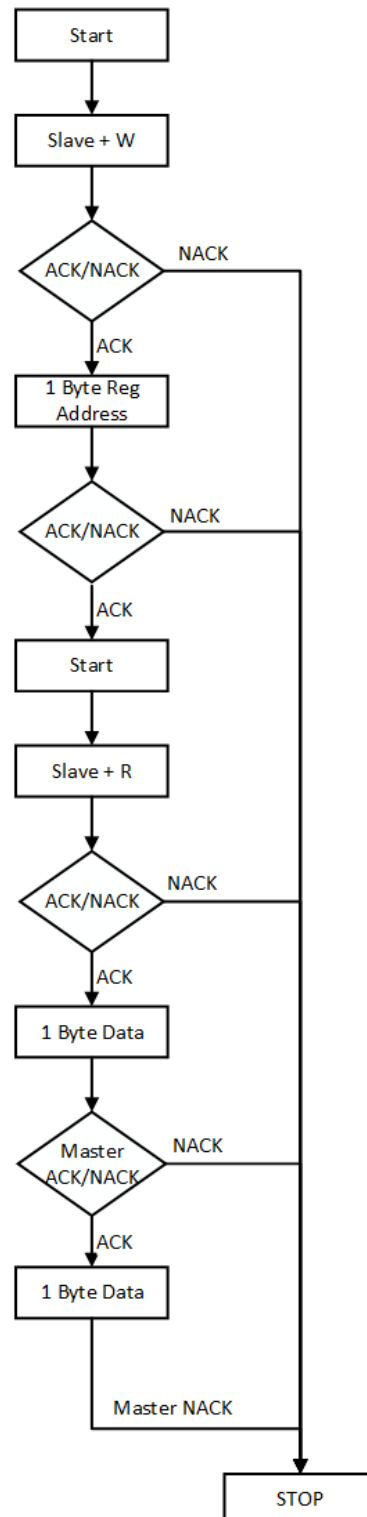 Start
Slave + W
ACK/NACK
NACK
ACK
1 Byte Reg
Address
ACK/NACK
NACK
ACK
Start
Slave + R
ACK/NACK
NACK
ACK
1 Byte Data
Master
ACK/NACK
NACK
ACK
1 Byte Data
Master NACK
STOP